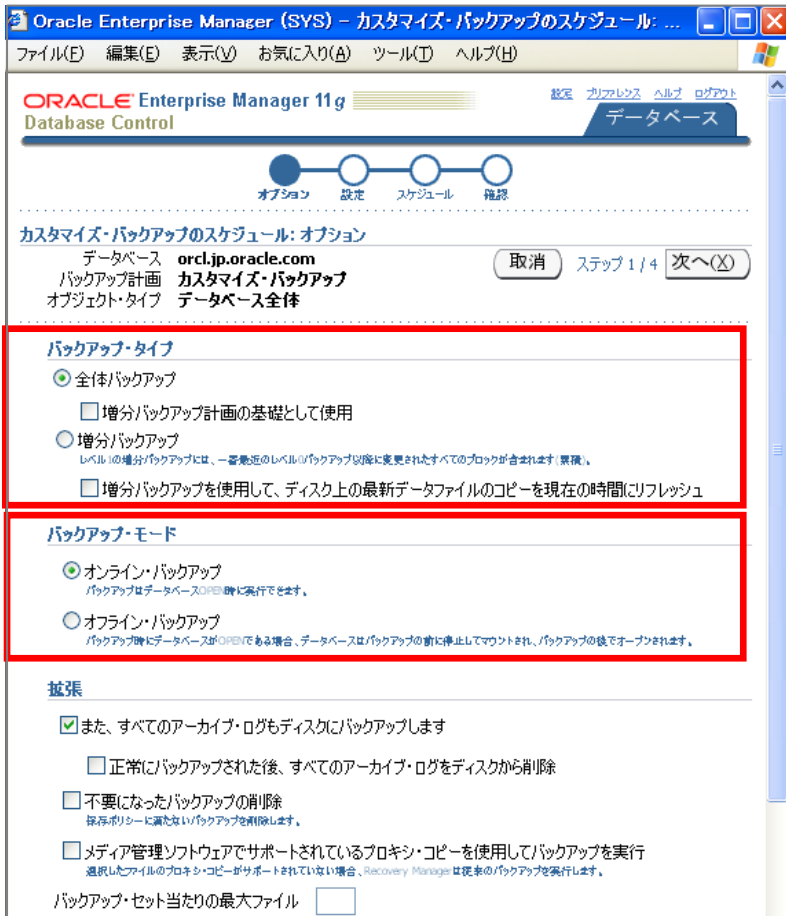 Oracle Enterprise Manager (SYS) - カスタマイズ・バックアップのスケジュール: ...
ファイル(F) 編集(E) 表示(V) お気に入り(A) ツール(T) ヘルプ(H)
ORACLE Enterprise Manager 11g
Database Control
設定 プリファレンス ヘルプ ログアウト
データベース
オプション 設定 スケジュール 確認
カスタマイズ・バックアップのスケジュール: オプション
データベース orcl.jp.oracle.com
バックアップ計画 カスタマイズ・バックアップ
オブジェクト・タイプ データベース全体
取消 ステップ 1 / 4 次へ(X)
バックアップ・タイプ
全体バックアップ
増分バックアップ計画の基礎として使用
増分バックアップ
レベル1の増分バックアップには、一番最近のレベル0バックアップ以降に変更されたすべてのブロックが含まれます(累積)。
増分バックアップを使用して、ディスク上の最新データファイルのコピーを現在の時間にリフレッシュ
バックアップ・モード
オンライン・バックアップ
バックアップはデータベースOPEN時に実行できます。
オフライン・バックアップ
バックアップ時にデータベースがOPENである場合、データベースはバックアップの前に停止してマウントされ、バックアップの後でオープンされます。
拡張
また、すべてのアーカイブ・ログもディスクにバックアップします
正常にバックアップされた後、すべてのアーカイブ・ログをディスクから削除
不要になったバックアップの削除
保存ポリシーに満たないバックアップを削除します。
メディア管理ソフトウェアでサポートされているプロキシ・コピーを使用してバックアップを実行
選択したファイルのプロキシ・コピーがサポートされていない場合、Recovery Managerは従来のバックアップを実行します。
バックアップ・セット当たりの最大ファイル